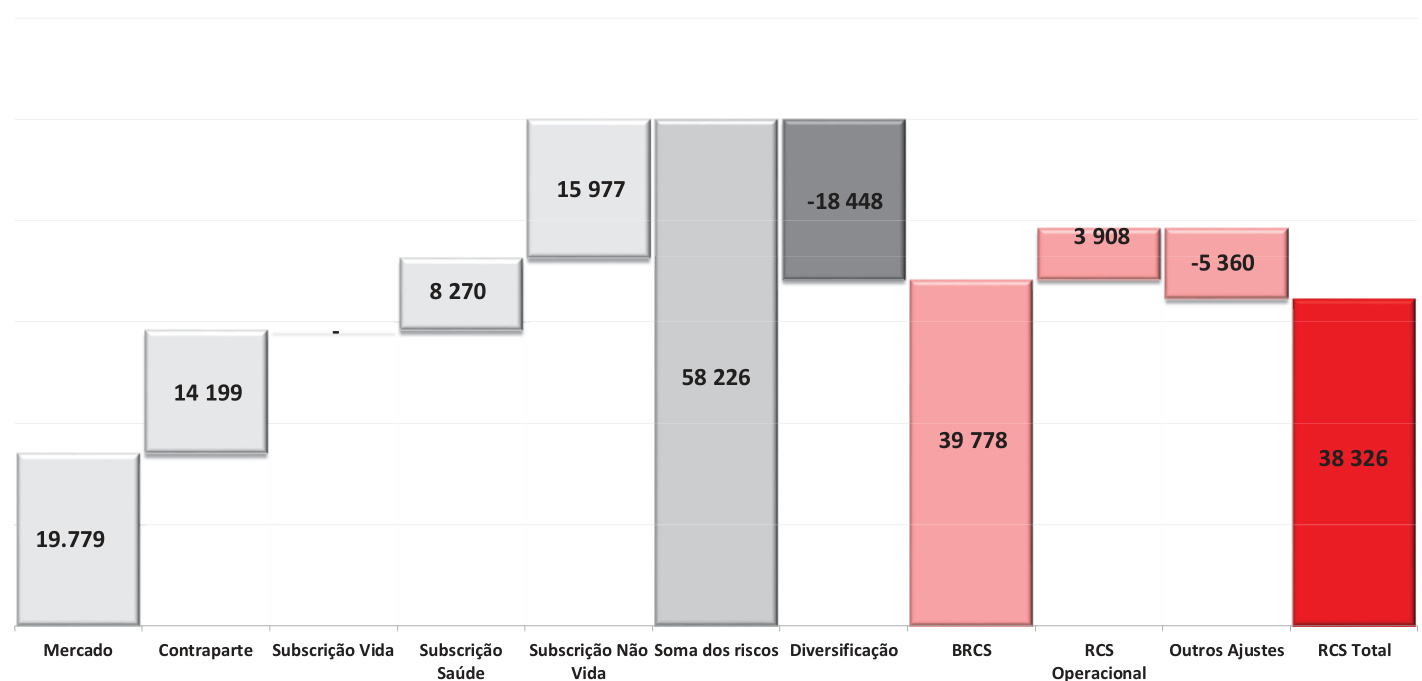 15 977
-18 448
3 908
-5 360
8 270
-
14 199
58 226
39 778
38 326
19.779
Mercado
Contraparte
Subscrição Vida
Subscrição
Saúde
Subscrição Não
Vida
Soma dos riscos
Diversificação
BRCS
RCS
Operacional
Outros Ajustes
RCS Total